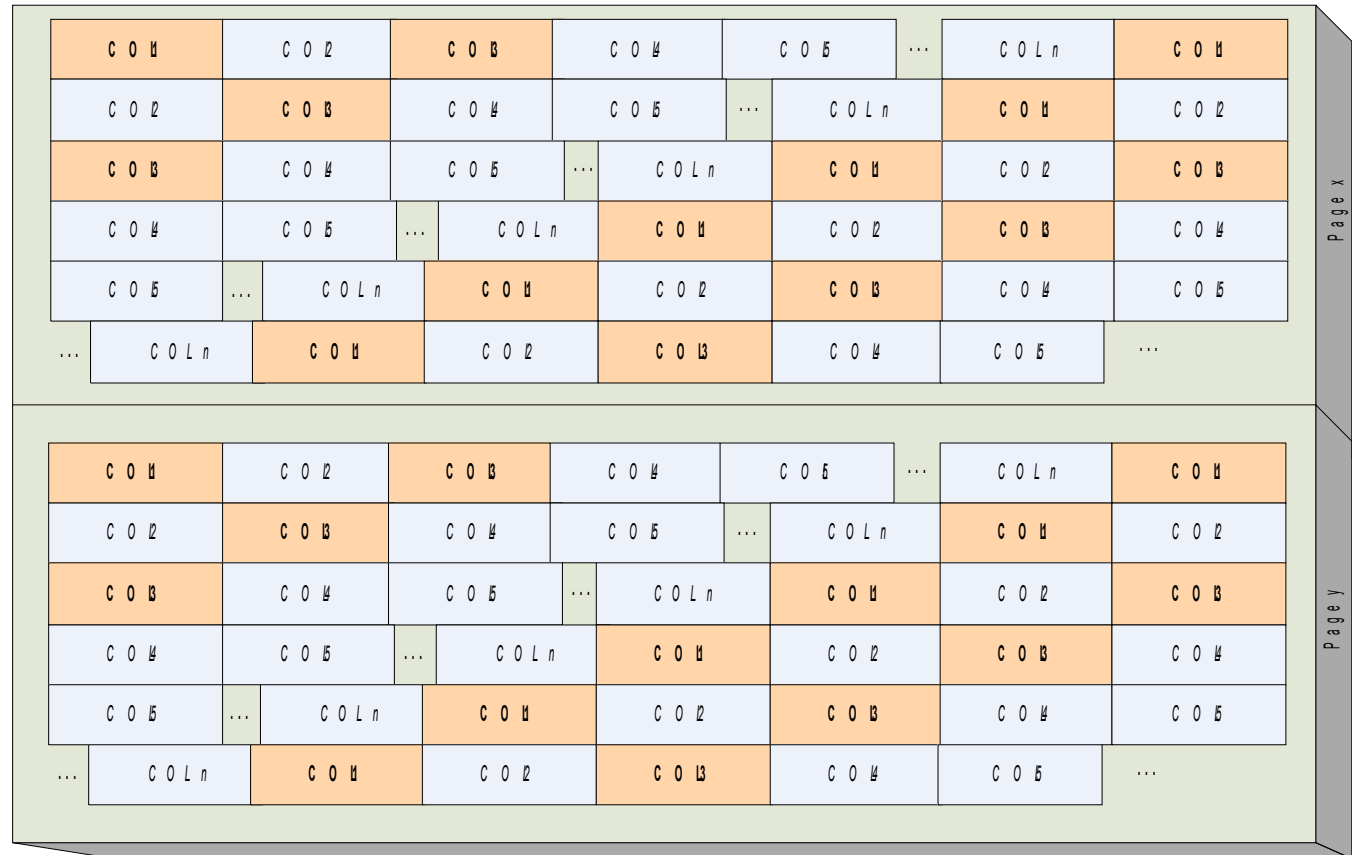 COL1 COL2 COL3 COL4 COL5 ... COLn COL1
COL2 COL3 COL4 COL5 ... COLn COL1 COL2
COL3 COL4 COL5 ... COLn COL1 COL2 COL3
COL4 COL5 ... COLn COL1 COL2 COL3 COL4
COL5 ... COLn COL1 COL2 COL3 COL4 COL5
... COLn COL1 COL2 COL3 COL4 COL5 ...
Page x
COL1 COL2 COL3 COL4 COL5 ... COLn COL1
COL2 COL3 COL4 COL5 ... COLn COL1 COL2
COL3 COL4 COL5 ... COLn COL1 COL2 COL3
COL4 COL5 ... COLn COL1 COL2 COL3 COL4
COL5 ... COLn COL1 COL2 COL3 COL4 COL5
... COLn COL1 COL2 COL3 COL4 COL5 ...
Page y